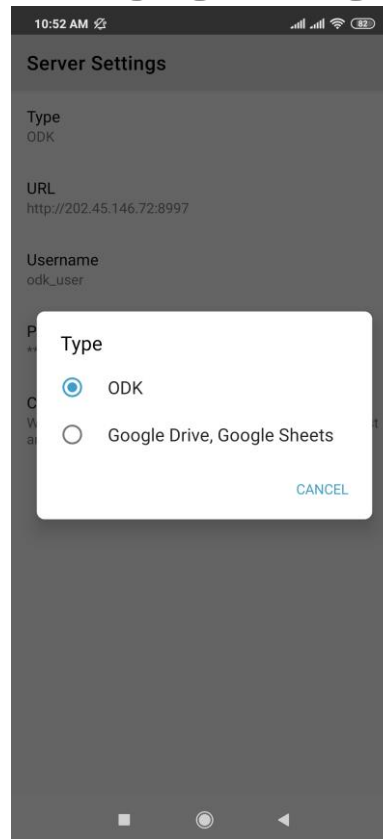 10:52 AM
82
Server Settings
Type
ODK
URL
http://202.45.146.72:8997
Username
odk_user
Type
ODK
Google Drive, Google Sheets
CANCEL